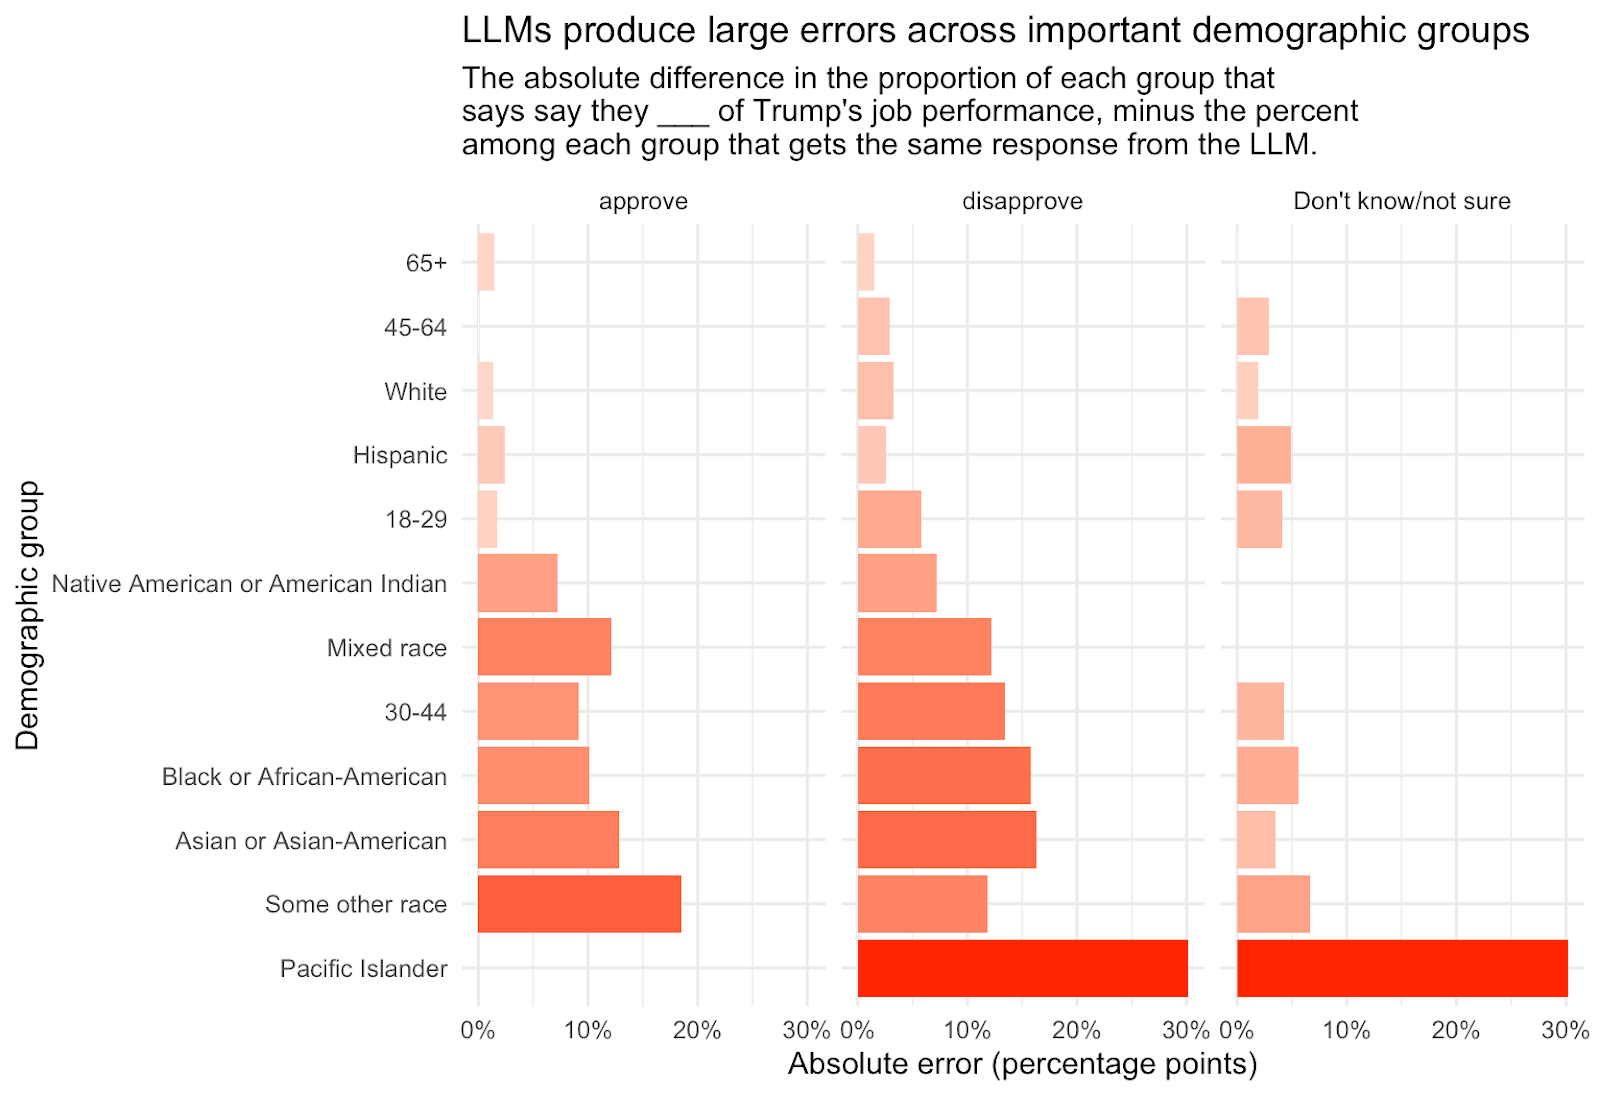 LLMs produce large errors across important demographic groups
The absolute difference in the proportion of each group that
says say they ___ of Trump's job performance, minus the percent
among each group that gets the same response from the LLM.
approve
disapprove
Don't know/not sure
Demographic group
65+
45-64
White
Hispanic
18-29
Native American or American Indian
Mixed race
30-44
Black or African-American
Asian or Asian-American
Some other race
Pacific Islander
0% 10% 20% 30%
0% 10% 20% 30%
0% 10% 20% 30%
Absolute error (percentage points)